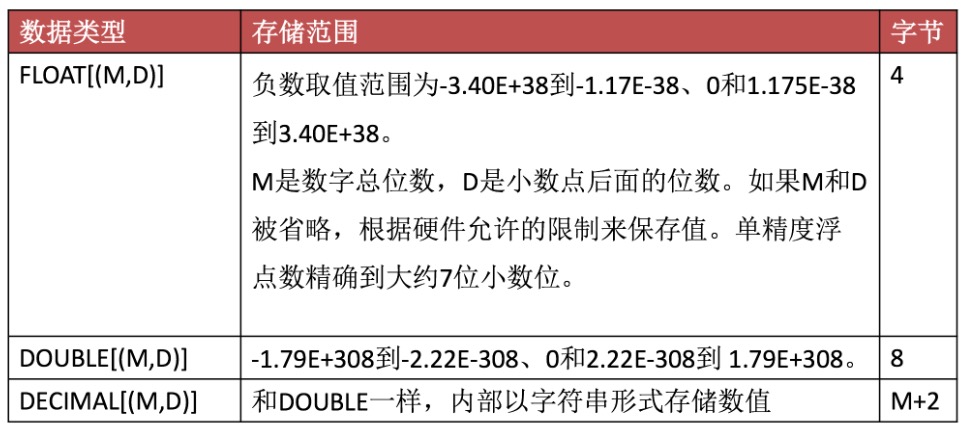 数据类型 存储范围 字节
FLOAT[(M,D)] 负数取值范围为-3.40E+38到-1.17E-38、0和1.175E-38 4
到3.40E+38。
M是数字总位数，D是小数点后面的位数。如果M和D
被省略，根据硬件允许的限制来保存值。单精度浮
点数精确到大约7位小数位。
DOUBLE[(M,D)] -1.79E+308到-2.22E-308、0和2.22E-308到 1.79E+308。 8
DECIMAL[(M,D)] 和DOUBLE一样，内部以字符串形式存储数值 M+2